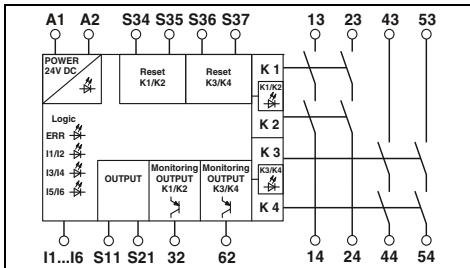 A1 A2 S34 S35 S36 S37 13 23 43 53
POWER
24V DC
Reset
K1/K2
Reset
K3/K4
K 1
K1/K2
K 2
Logic
ERR
I1/I2
I3/I4
I5/I6
K 3
K3/K4
K 4
OUTPUT
Monitoring
OUTPUT
K1/K2
Monitoring
OUTPUT
K3/K4
I1...I6 S11 S21 32 62 14 24 44 54